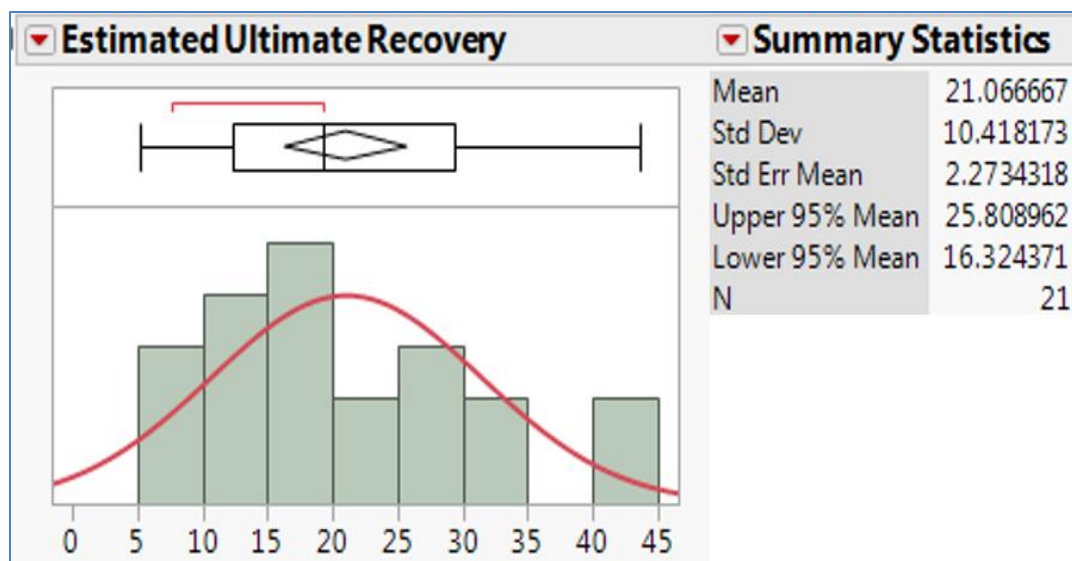 Estimated Ultimate Recovery
0 5 10 15 20 25 30 35 40 45
Summary Statistics
Mean 21.066667
Std Dev 10.418173
Std Err Mean 2.2734318
Upper 95% Mean 25.808962
Lower 95% Mean 16.324371
N 21